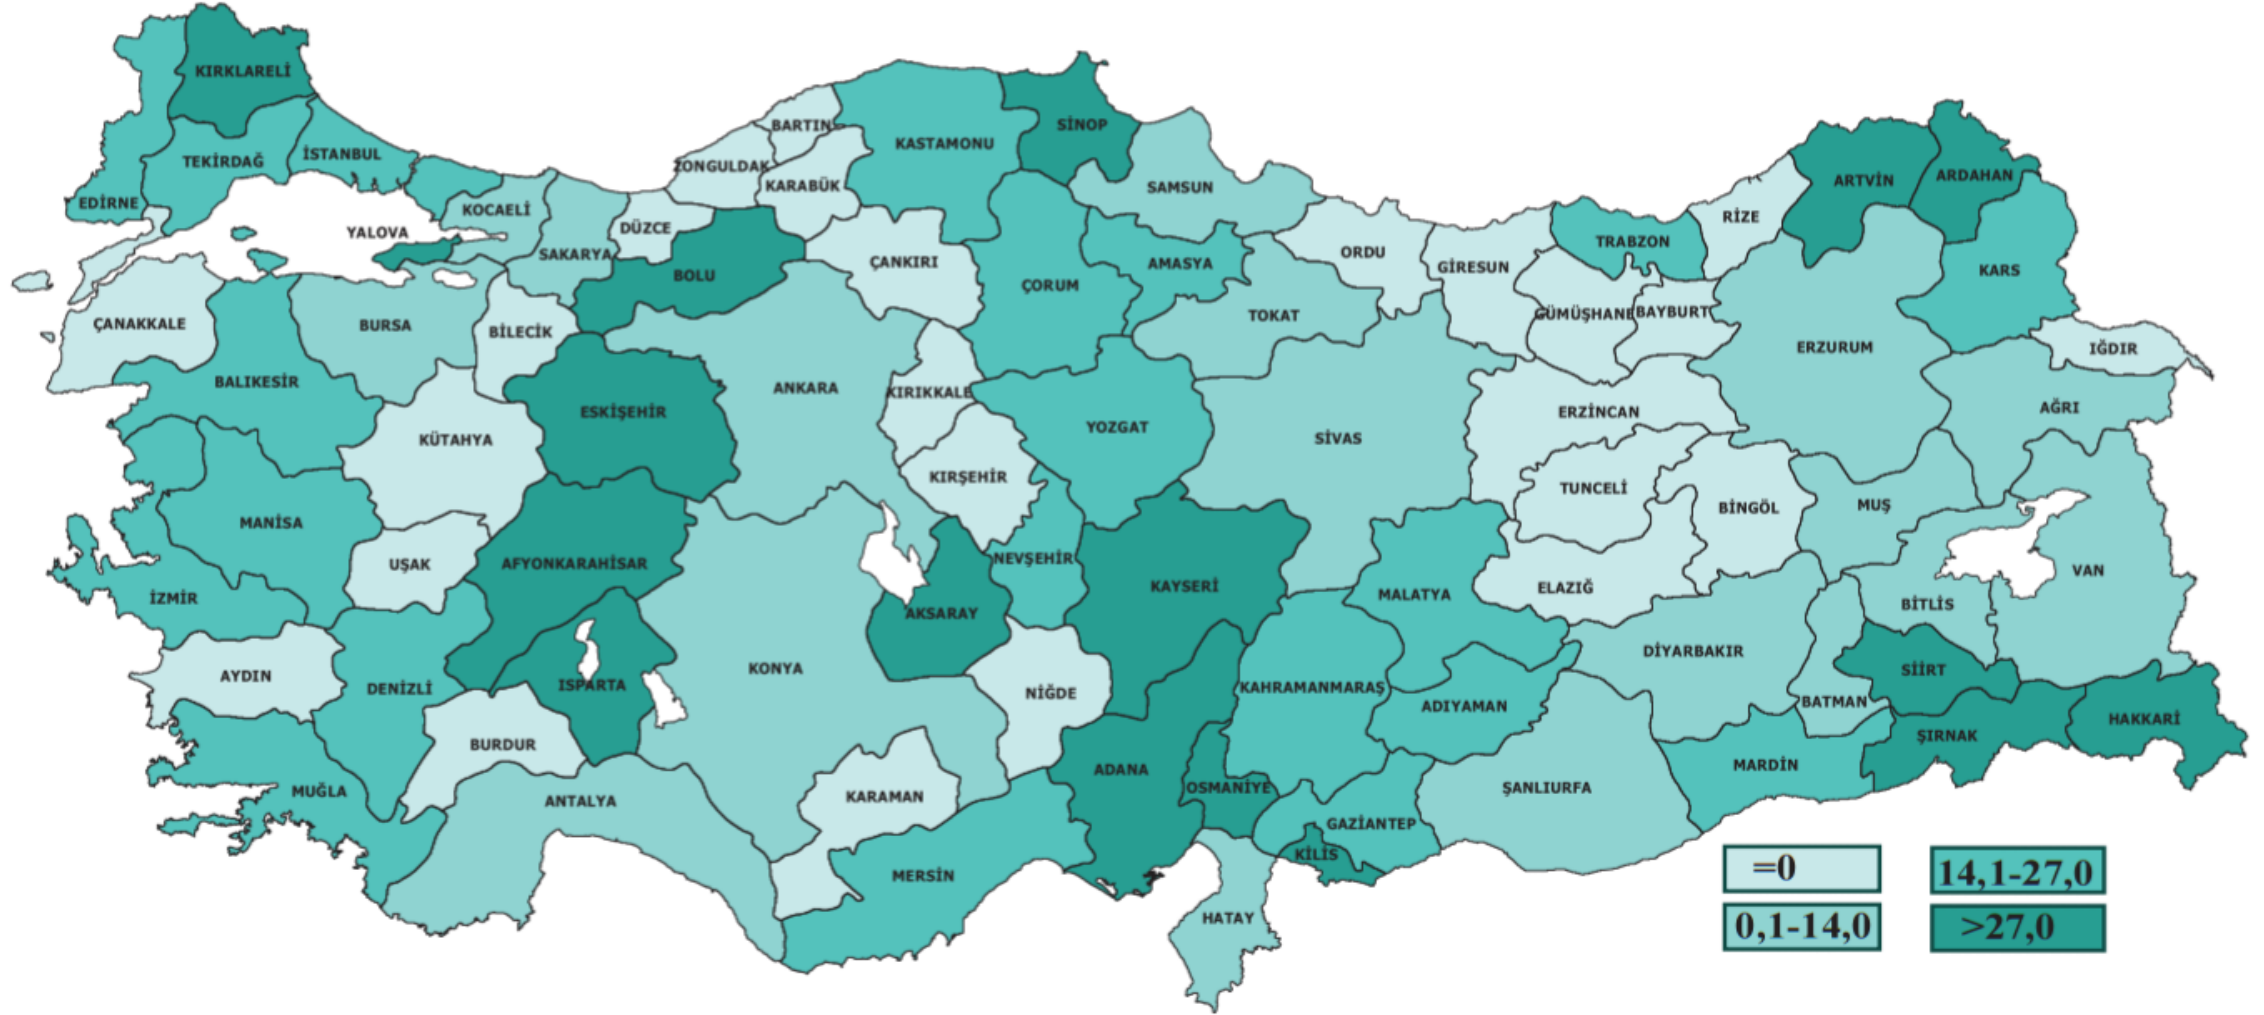 KIRKLARELİ
SİNOP
BARTIN
KASTAMONU
TEKİRDAĞ
İSTANBUL
ZONGULDAK
KARABÜK
SAMSUN
ARTVİN
ARDAHAN
EDİRNE
KOCAELİ
RİZE
YALOVA
DÜZCE
SAKARYA
TRABZON
ORDU
BOLU
ÇANKIRI
AMASYA
GİRESUN
KARS
ÇORUM
ÇANAKKALE
BURSA
BİLECİK
TOKAT
GÜMÜŞHANE
BAYBURT
ERZURUM
IĞDIR
BALIKESİR
ANKARA
KIRIKKALE
ESKİŞEHİR
ERZİNCAN
AĞRI
KÜTAHYA
YOZGAT
SİVAS
KIRŞEHİR
TUNCELİ
BİNGÖL
MUŞ
MANİSA
UŞAK
AFYONKARAHİSAR
NEVŞEHİR
KAYSERİ
VAN
İZMİR
AKSARAY
MALATYA
ELAZIĞ
BİTLİS
AYDIN
DENİZLİ
ISPARTA
KONYA
NİĞDE
KAHRAMANMARAŞ
ADIYAMAN
DİYARBAKIR
BATMAN
SİİRT
ŞIRNAK
HAKKARİ
BURDUR
MUĞLA
ANTALYA
KARAMAN
ADANA
OSMANİYE
ŞANLIURFA
MARDİN
GAZİANTEP
KİLİS
MERSİN
HATAY
=0
14,1-27,0
0,1-14,0
>27,0